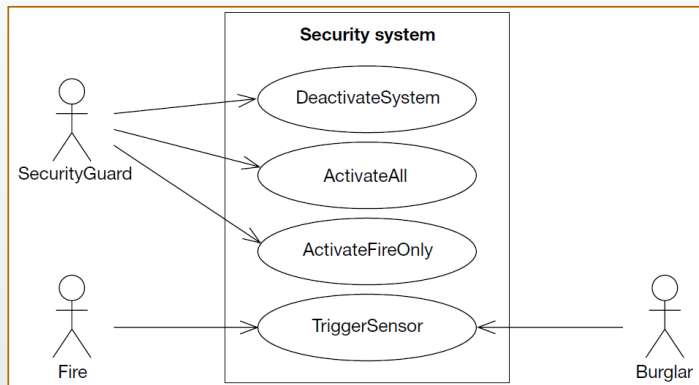 Security system
DeactivateSystem
SecurityGuard
ActivateAll
ActivateFireOnly
TriggerSensor
Fire
Burglar